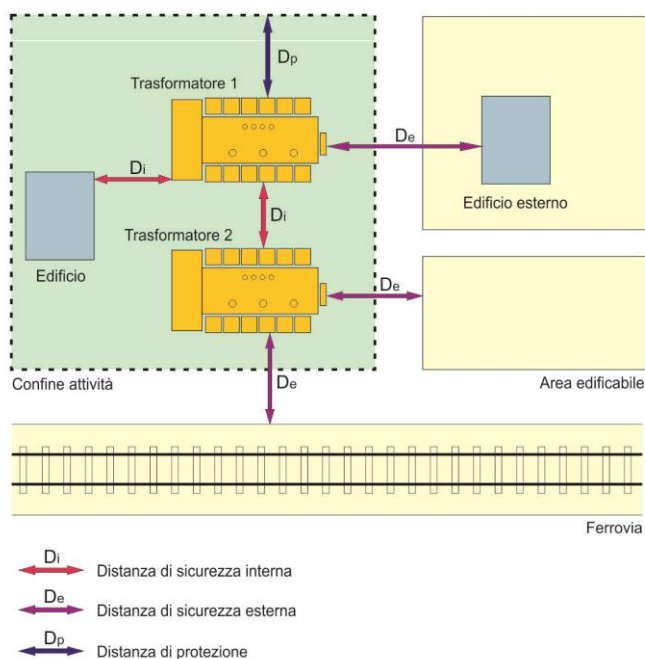 Dp
Trasformatore 1
De
Di
Edificio esterno
Di
Trasformatore 2
Edificio
De
Confine attività
De
Area edificabile
Ferrovia
Di
Distanza di sicurezza interna
De
Distanza di sicurezza esterna
Dp
Distanza di protezione